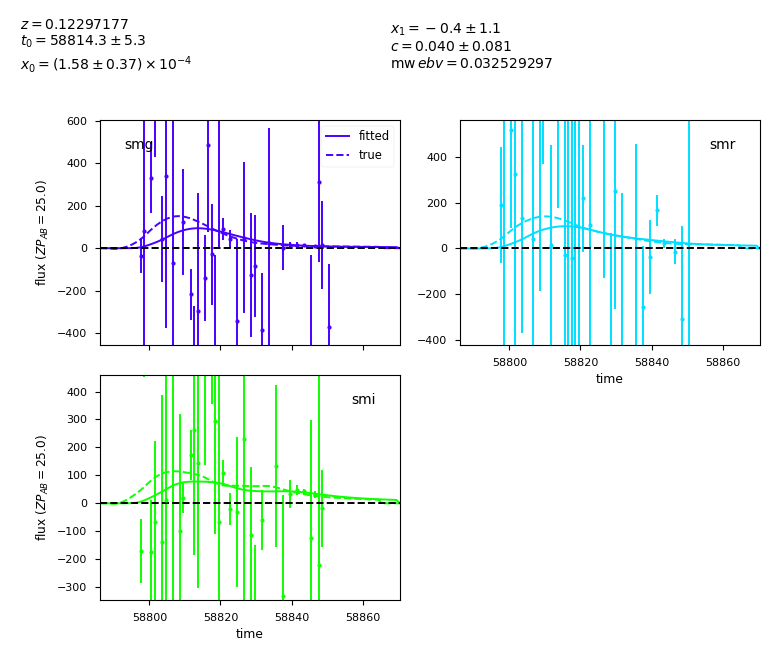 z = 0.12297177
t₀ = 58814.3 ± 5.3
x₀ = (1.58 ± 0.37) × 10⁻⁴
x₁ = −0.4 ± 1.1
c = 0.040 ± 0.081
mw ebv = 0.032529297
600
400
200
0
−200
−400
flux (ZP_AB = 25.0)
smg
fitted
true
400
200
0
−200
−400
smr
58800
58820
58840
58860
time
400
300
200
100
0
−100
−200
−300
flux (ZP_AB = 25.0)
smi
58800
58820
58840
58860
time